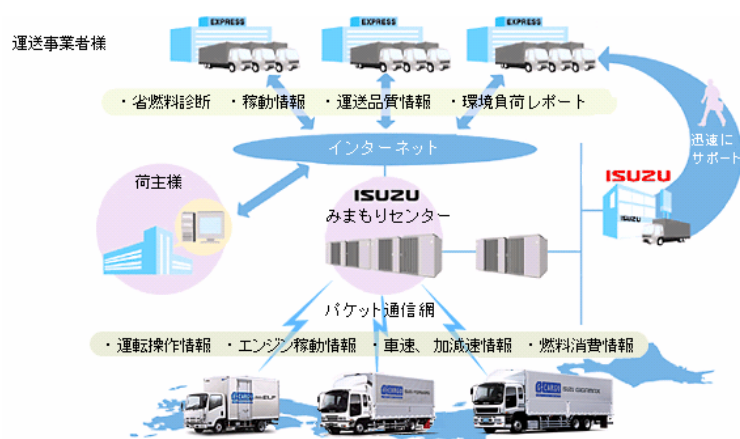 EXPRESS
EXPRESS
EXPRESS
運送事業者様
・省燃料診断 ・稼動情報 ・運送品質情報 ・環境負荷レポート
迅速に
サポート
インターネット
荷主様
ISUZU
みまもりセンター
ISUZU
ISUZU
パケット通信網
・運転操作情報 ・エンジン稼動情報 ・車速、加減速情報 ・燃料消費情報